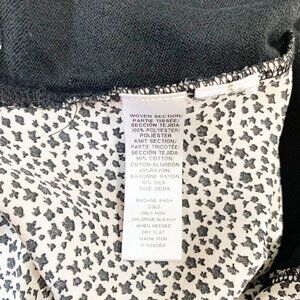 WOVEN SECTION/
PARTIE TISSÉE/
SECCIÓN TEJIDA
100% POLYESTER/
POLIÉSTER
KNIT SECTION/
PARTIE TRICOTÉE/
SECCIÓN TEJIDA
50% COTTON/
COTON/ALGODÓN
40% RAYON/
RAYONNE/RAYÓN
10% SILK
SOIE/SEDA
MACHINE WASH
COLD
ONLY NON-
CHLORINE BLEACH
WHEN NEEDED
DRY FLAT
WARM IRON
IF NEEDED